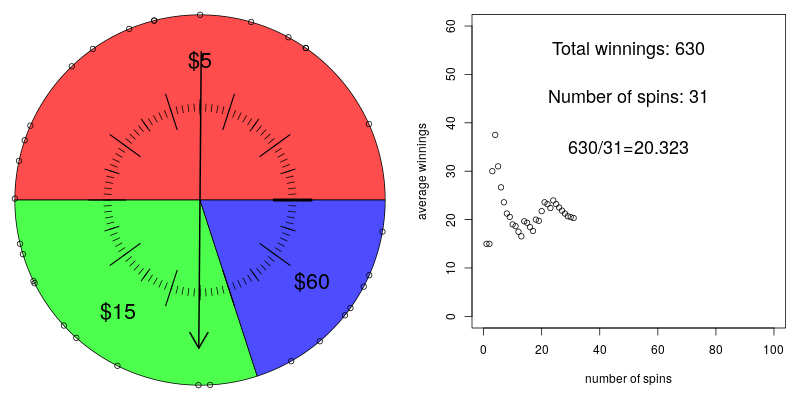 $5
$15
$60
Total winnings: 630
Number of spins: 31
630/31=20.323
average winnings
60
50
40
30
20
10
0
0 20 40 60 80 100
number of spins